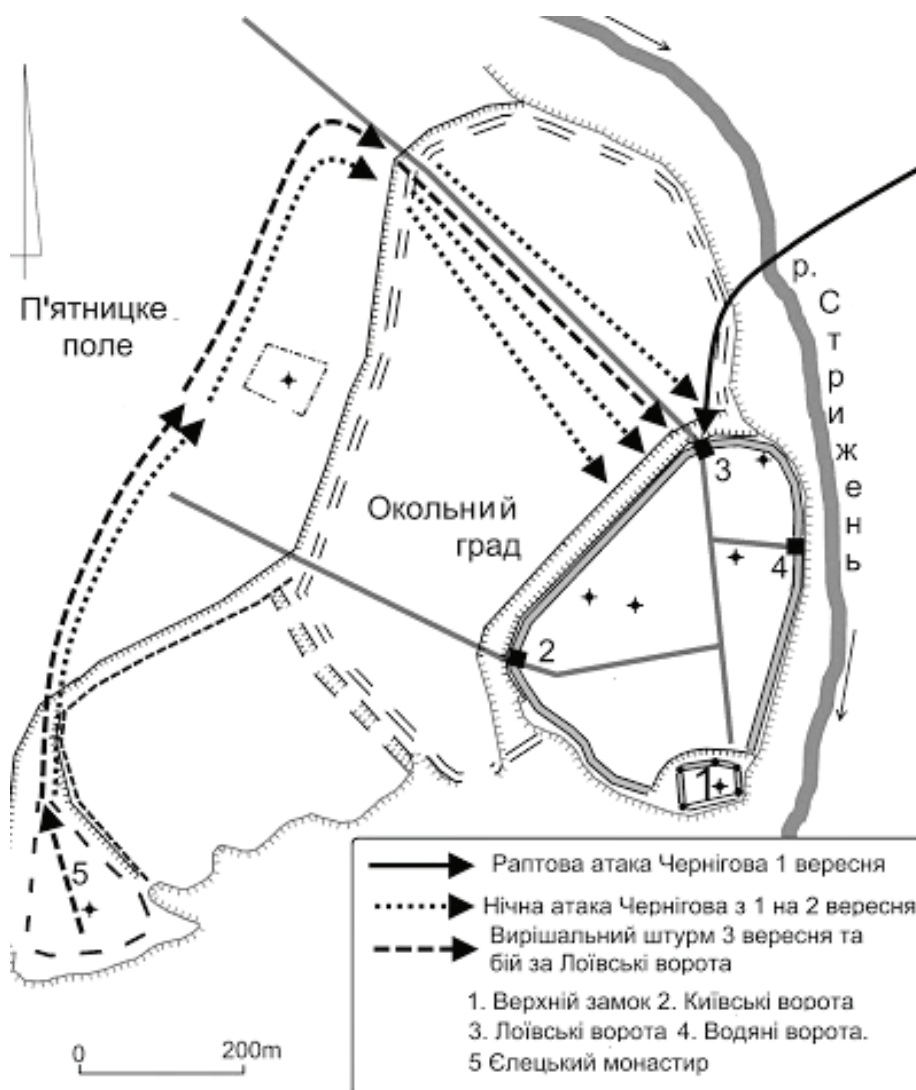 П'ятницке
поле
р.
Стрижень
Окольний
град
3
4
2
1
5
Раптова атака Чернігова 1 вересня
Нічна атака Чернігова з 1 на 2 вересня
Вирішальний штурм 3 вересня та
бій за Лоївські ворота
1. Верхній замок 2. Київські ворота
3. Лоївські ворота 4. Водяні ворота.
5 Єлецький монастир
0 200m